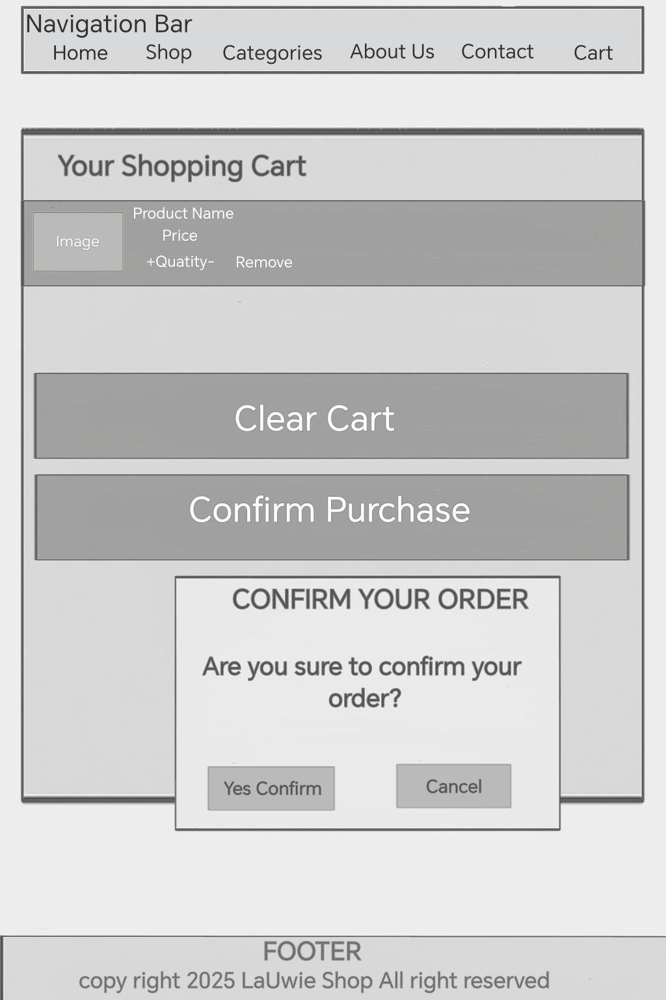 Navigation Bar
Home Shop Categories About Us Contact Cart
Your Shopping Cart
Image
Product Name
Price
+Quatity- Remove
Clear Cart
Confirm Purchase
CONFIRM YOUR ORDER
Are you sure to confirm your
order?
Yes Confirm Cancel
FOOTER
copy right 2025 LaUwie Shop All right reserved